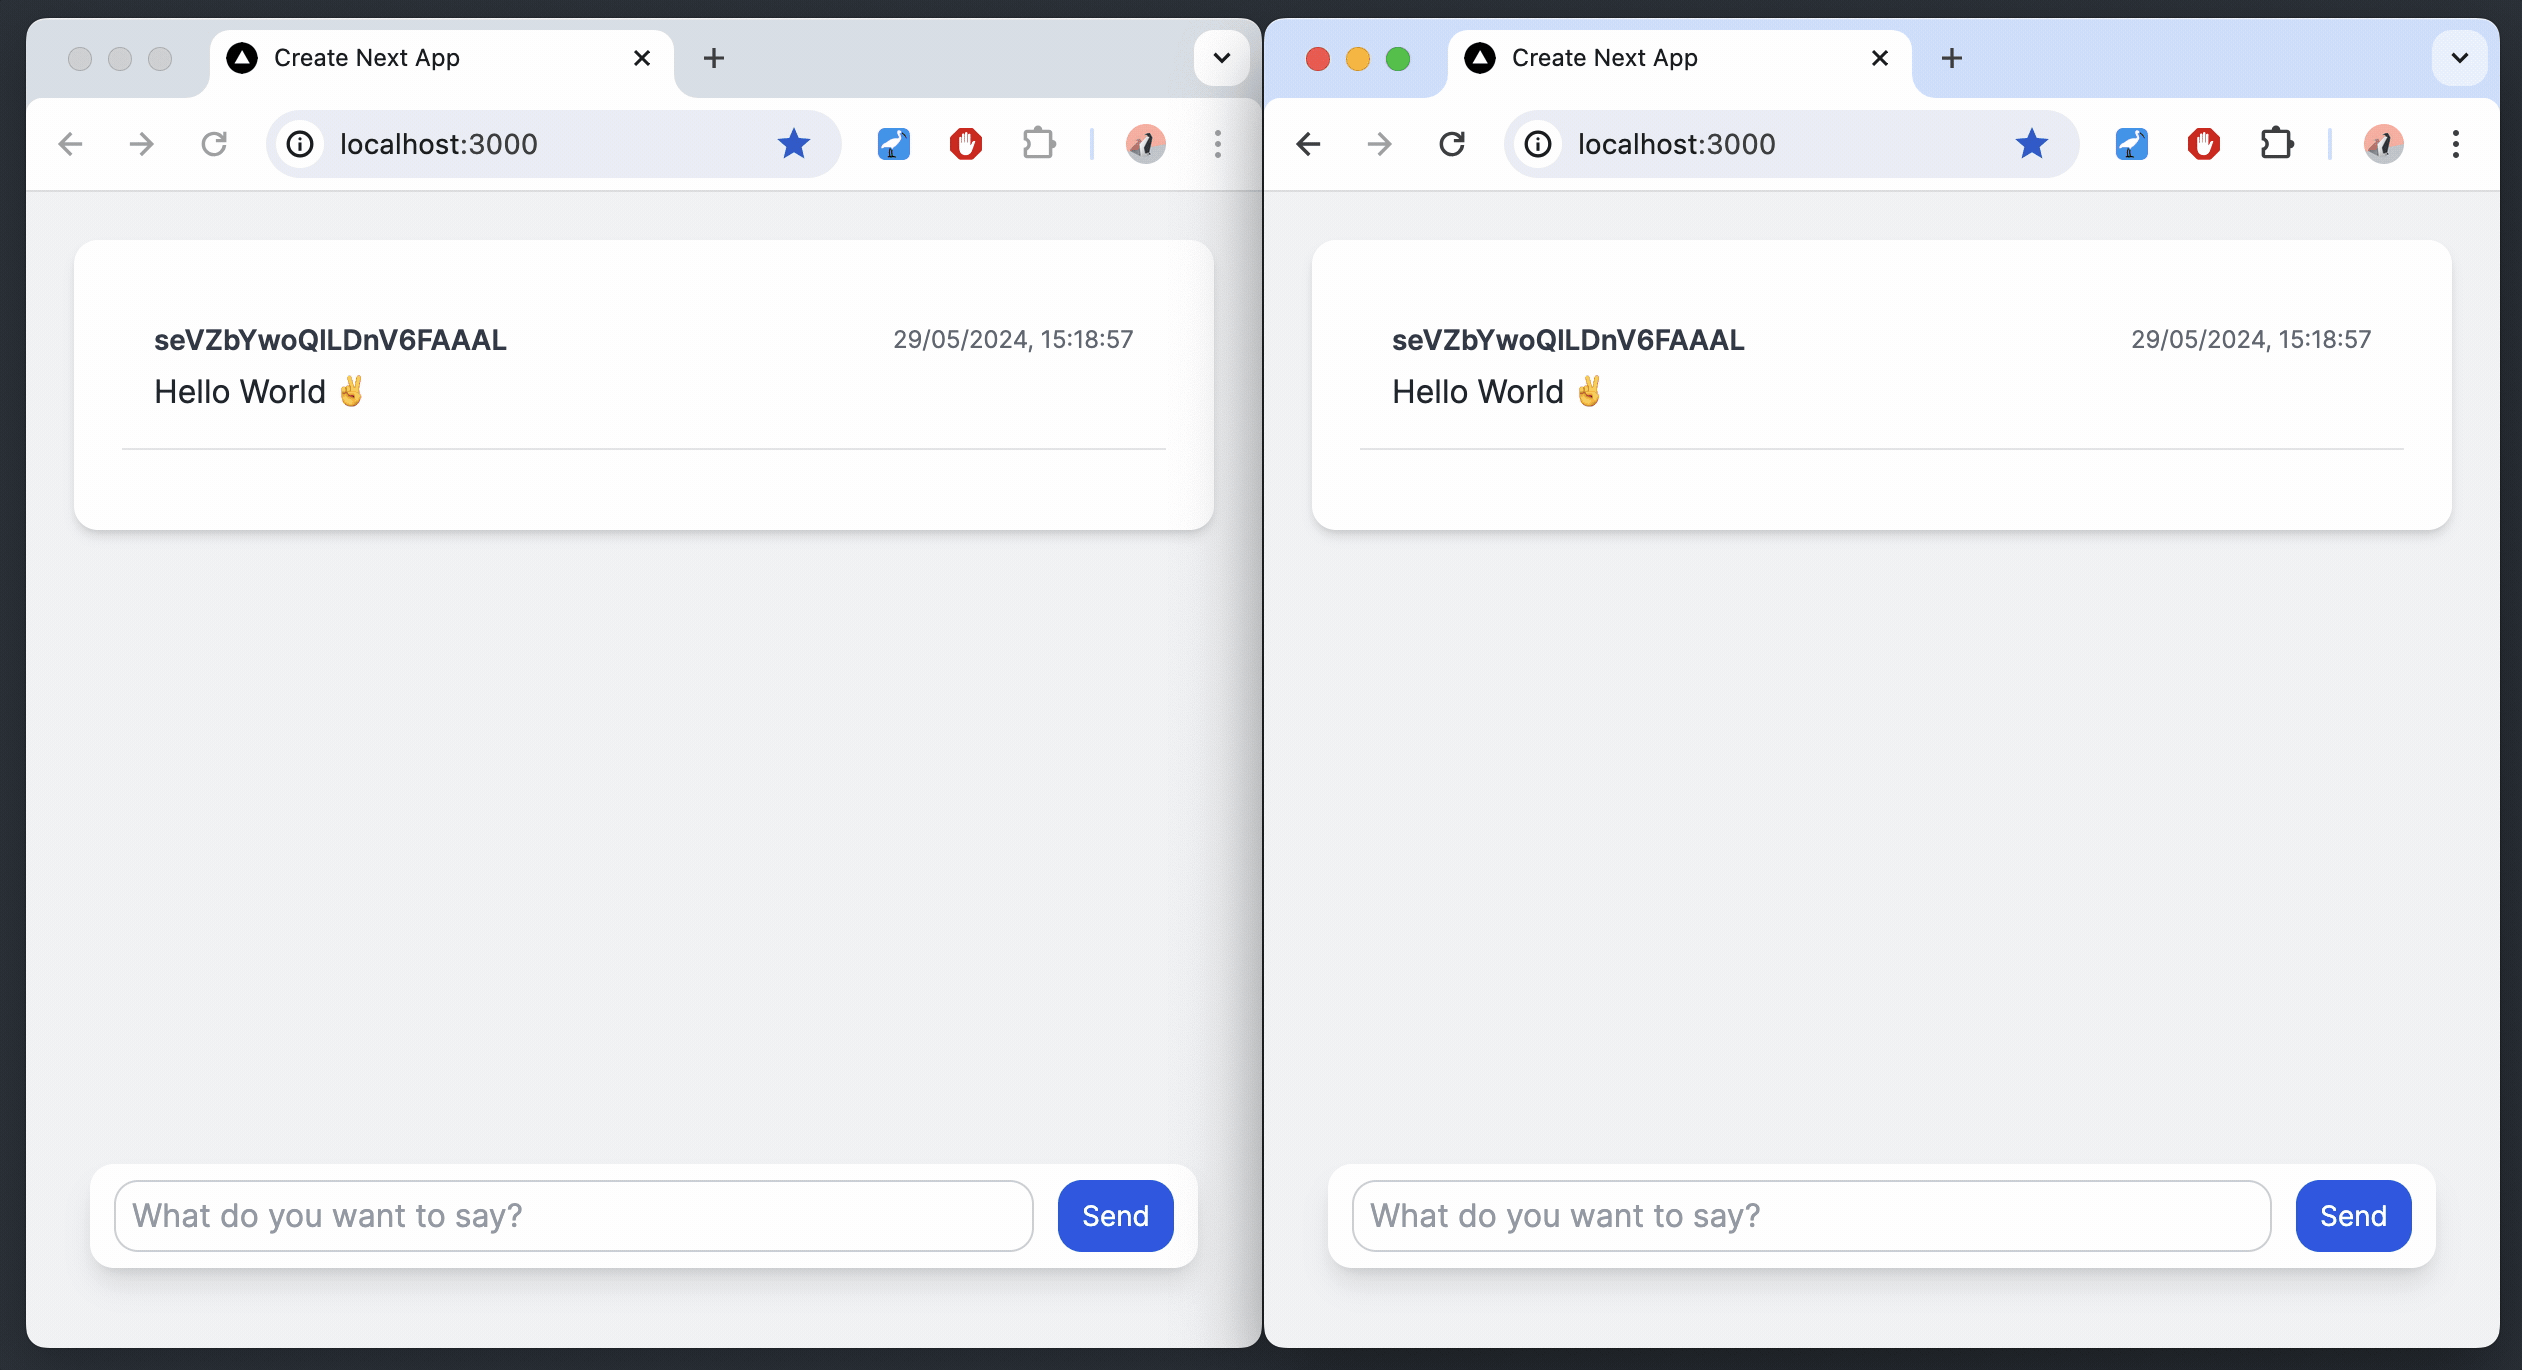 Create Next App
localhost:3000
seVZbYwoQILDnV6FAAAL
29/05/2024, 15:18:57
Hello World ✌️
What do you want to say?
Send
Create Next App
localhost:3000
seVZbYwoQILDnV6FAAAL
29/05/2024, 15:18:57
Hello World ✌️
What do you want to say?
Send